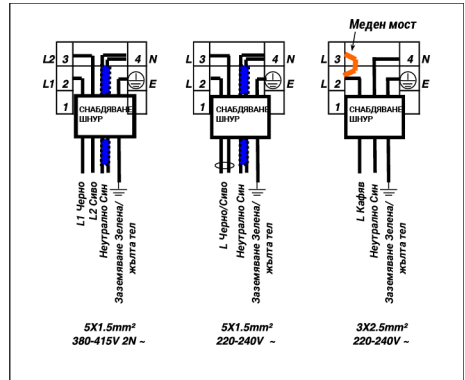 Меден мост
L2 3 4 N
L1 2 E
1 СНАБДЯВАНЕ
ШНУР
L1 Черно
L2 Сиво
Неутрално Син
Заземяване Зелена/
жълта тел
5X1.5mm²
380-415V 2N ~
L 3 4 N
L 2 E
1 СНАБДЯВАНЕ
ШНУР
L Черно/Сиво
Неутрално Син
Заземяване Зелена/
жълта тел
5X1.5mm²
220-240V ~
L 3 4 N
L 2 E
1 СНАБДЯВАНЕ
ШНУР
L Кафяв
Неутрално Син
Заземяване Зелена/
жълта тел
3X2.5mm²
220-240V ~